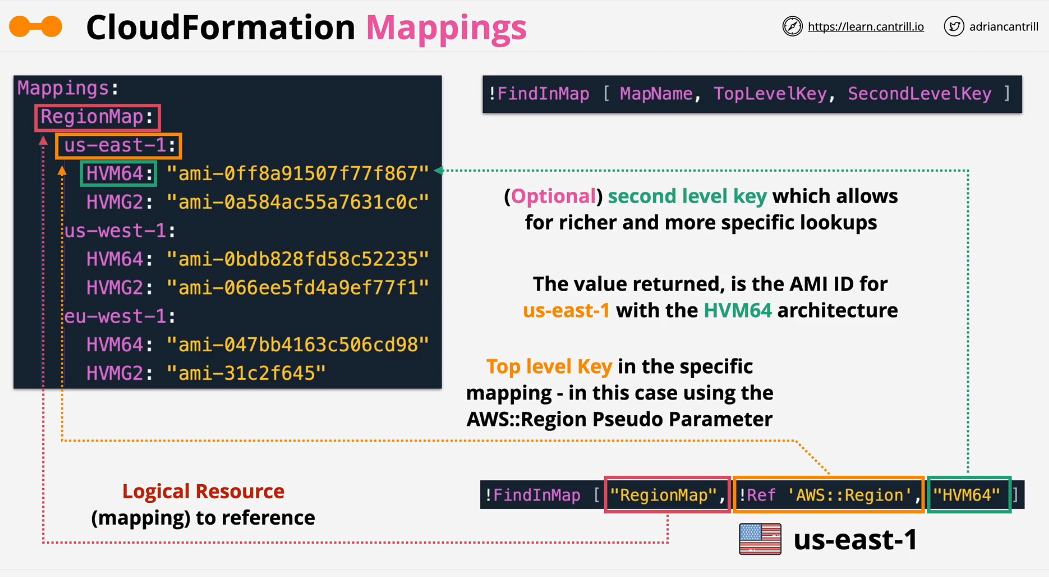 CloudFormation Mappings
https://learn.cantrill.io
adriancantrill
Mappings:
RegionMap:
us-east-1:
HVM64: "ami-0ff8a91507f77f867"
HVMG2: "ami-0a584ac55a7631c0c"
us-west-1:
HVM64: "ami-0bdb828fd58c52235"
HVMG2: "ami-066ee5fd4a9ef77f1"
eu-west-1:
HVM64: "ami-047bb4163c506cd98"
HVMG2: "ami-31c2f645"
!FindInMap [ MapName, TopLevelKey, SecondLevelKey ]
(Optional) second level key which allows
for richer and more specific lookups
The value returned, is the AMI ID for
us-east-1 with the HVM64 architecture
Top level Key in the specific
mapping - in this case using the
AWS::Region Pseudo Parameter
Logical Resource
(mapping) to reference
!FindInMap [ "RegionMap", !Ref 'AWS::Region', "HVM64" ]
us-east-1